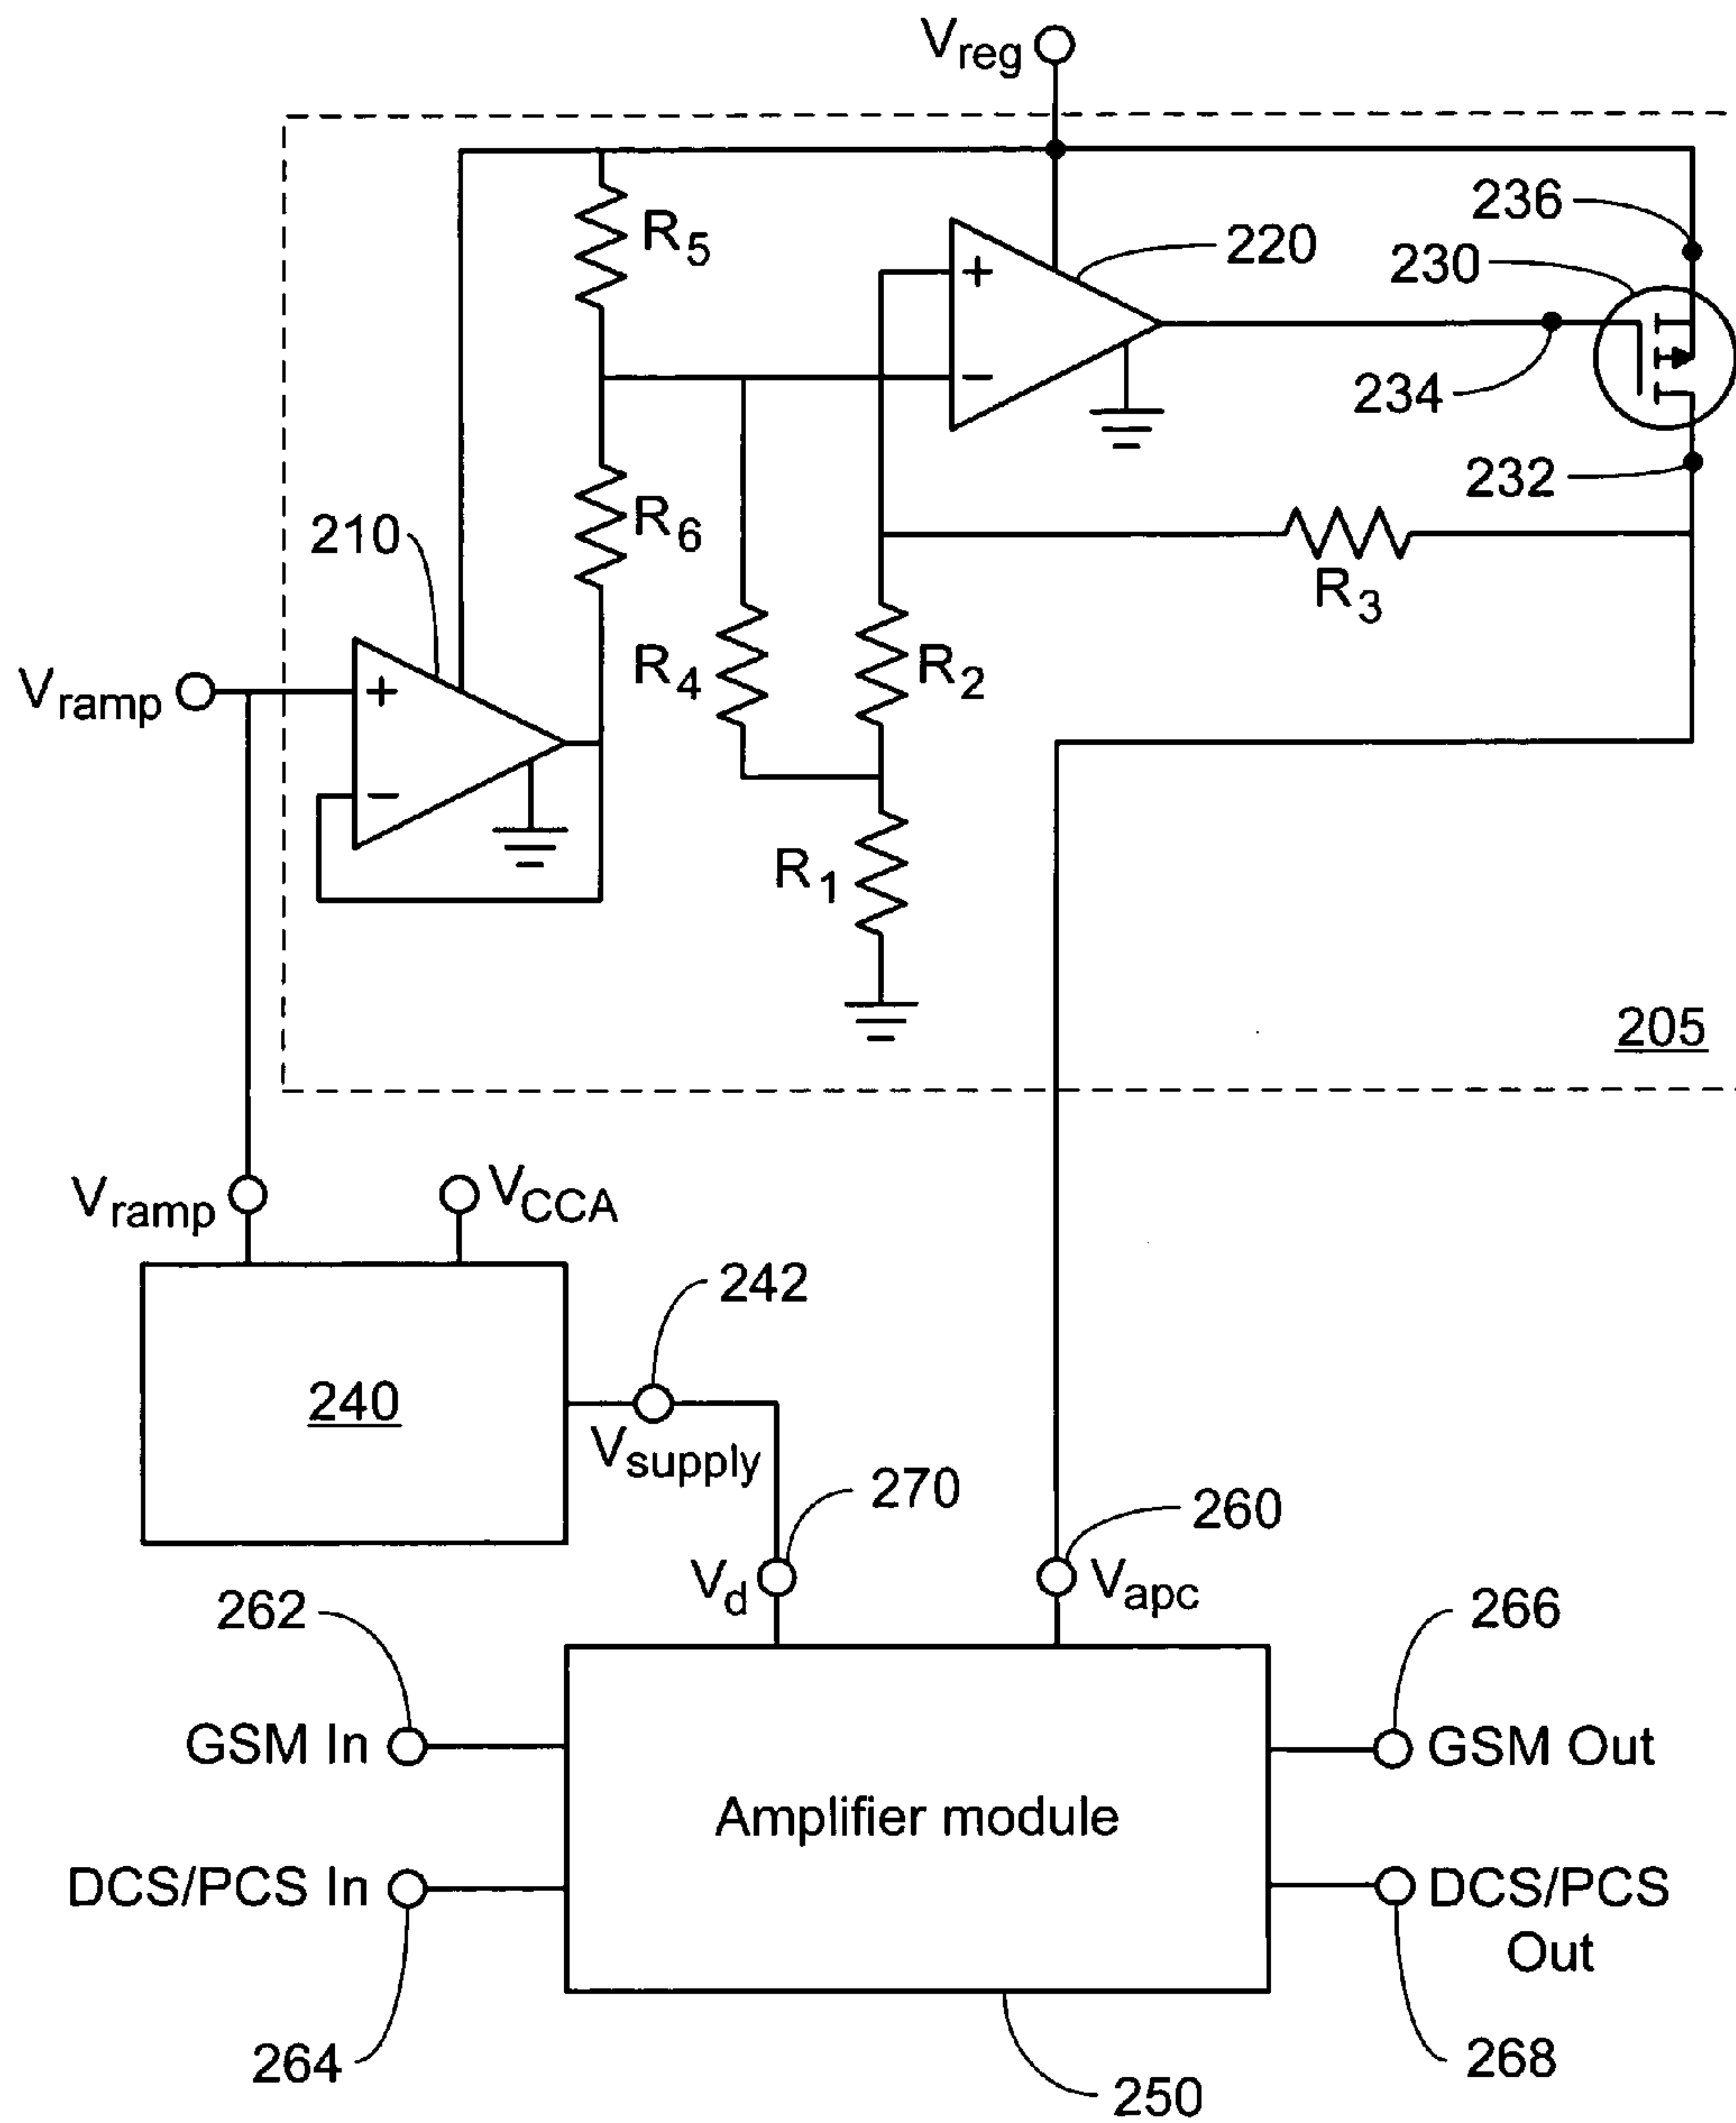 Vreg
236
230
220
R5
234
232
R6
210
R3
Vramp
R4
R2
R1
205
Vramp
VCCA
242
240
Vsupply
270
260
Vd
Vapc
262
266
GSM In
GSM Out
Amplifier module
DCS/PCS In
DCS/PCS
Out
264
268
250
+
−
+
−